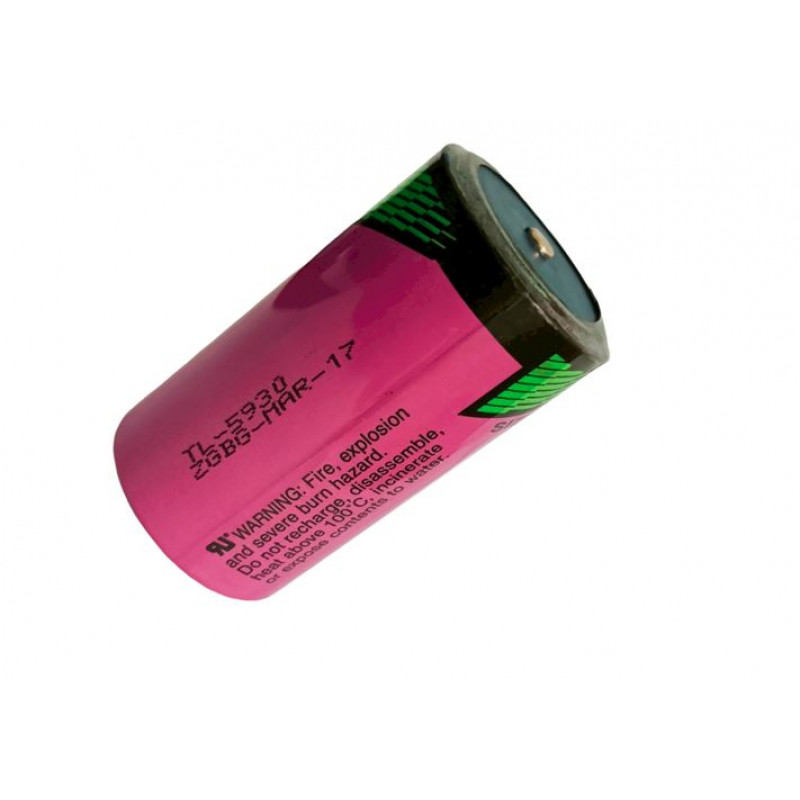 TL-5930
ZGBG-MAR-17
WARNING: Fire, explosion
and severe burn hazard.
Do not recharge, disassemble,
heat above 100°C, incinerate
or expose contents to water.